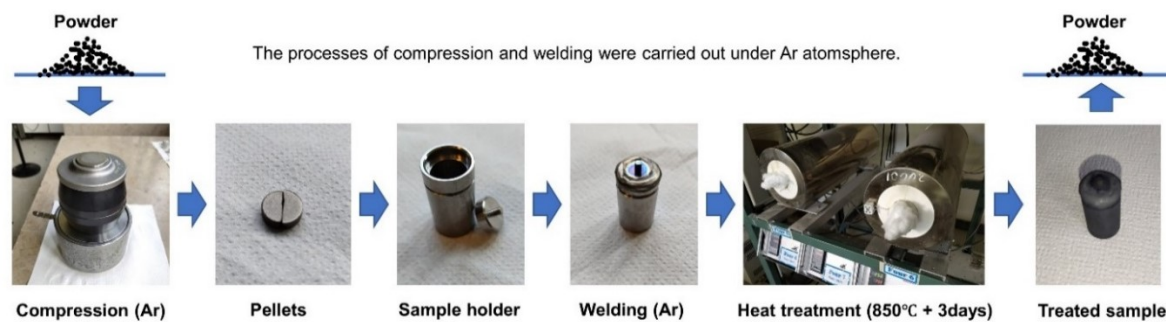 Powder
Powder
The processes of compression and welding were carried out under Ar atomsphere.
Compression (Ar)
Pellets
Sample holder
Welding (Ar)
Heat treatment (850℃ + 3days)
Treated sample